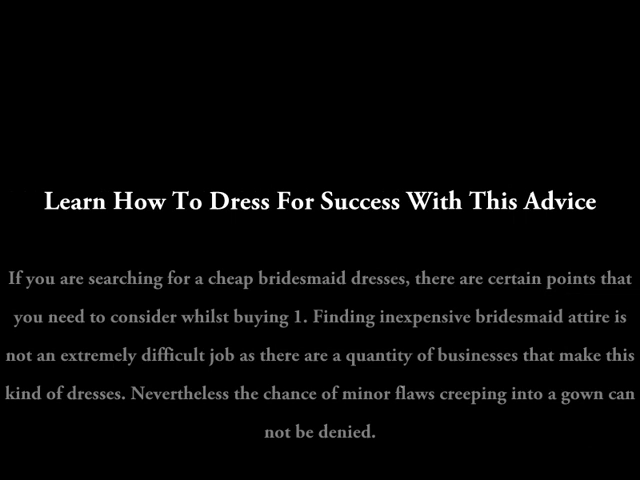 Learn How To Dress For Success With This Advice
If you are searching for a cheap bridesmaid dresses, there are certain points that
you need to consider whilst buying 1. Finding inexpensive bridesmaid attire is
not an extremely difficult job as there are a quantity of businesses that make this
kind of dresses. Nevertheless the chance of minor flaws creeping into a gown can
not be denied.